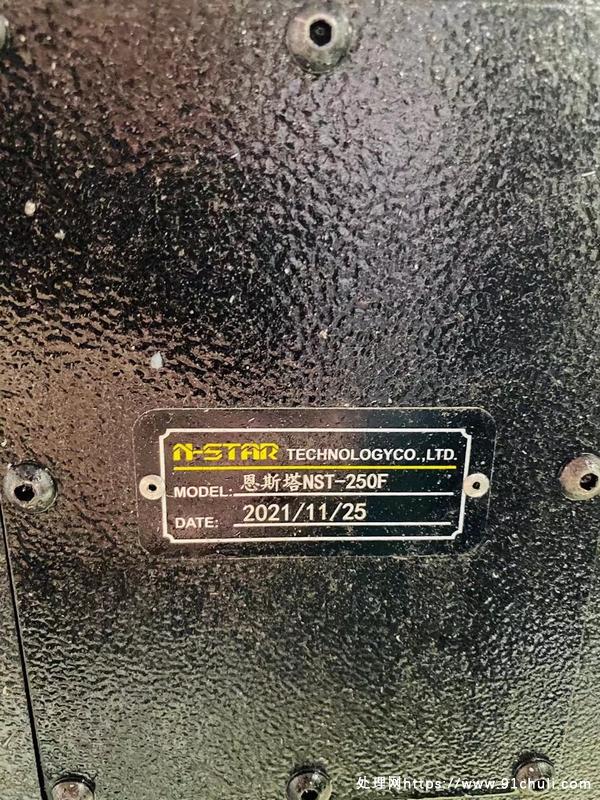 N-STAR TECHNOLOGYCO.,LTD.
MODEL: 恩斯塔NST-250F
DATE: 2021/11/25
处理网https://www.91chuli.com